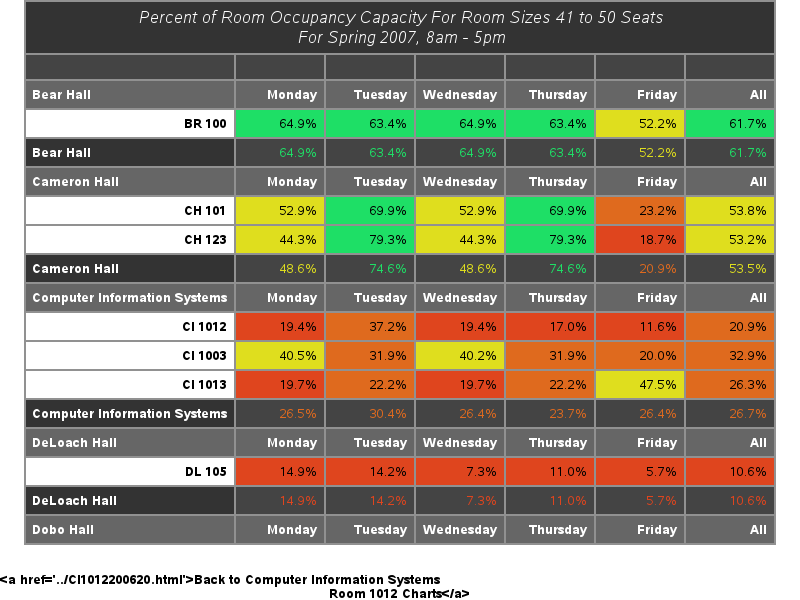 Percent of Room Occupancy Capacity For Room Sizes 41 to 50 Seats
For Spring 2007, 8am - 5pm
Bear Hall Monday Tuesday Wednesday Thursday Friday All
BR 100 64.9% 63.4% 64.9% 63.4% 52.2% 61.7%
Bear Hall 64.9% 63.4% 64.9% 63.4% 52.2% 61.7%
Cameron Hall Monday Tuesday Wednesday Thursday Friday All
CH 101 52.9% 69.9% 52.9% 69.9% 23.2% 53.8%
CH 123 44.3% 79.3% 44.3% 79.3% 18.7% 53.2%
Cameron Hall 48.6% 74.6% 48.6% 74.6% 20.9% 53.5%
Computer Information Systems Monday Tuesday Wednesday Thursday Friday All
CI 1012 19.4% 37.2% 19.4% 17.0% 11.6% 20.9%
CI 1003 40.5% 31.9% 40.2% 31.9% 20.0% 32.9%
CI 1013 19.7% 22.2% 19.7% 22.2% 47.5% 26.3%
Computer Information Systems 26.5% 30.4% 26.4% 23.7% 26.4% 26.7%
DeLoach Hall Monday Tuesday Wednesday Thursday Friday All
DL 105 14.9% 14.2% 7.3% 11.0% 5.7% 10.6%
DeLoach Hall 14.9% 14.2% 7.3% 11.0% 5.7% 10.6%
Dobo Hall Monday Tuesday Wednesday Thursday Friday All
<a href='../CI1012200620.html'>Back to Computer Information Systems
Room 1012 Charts</a>